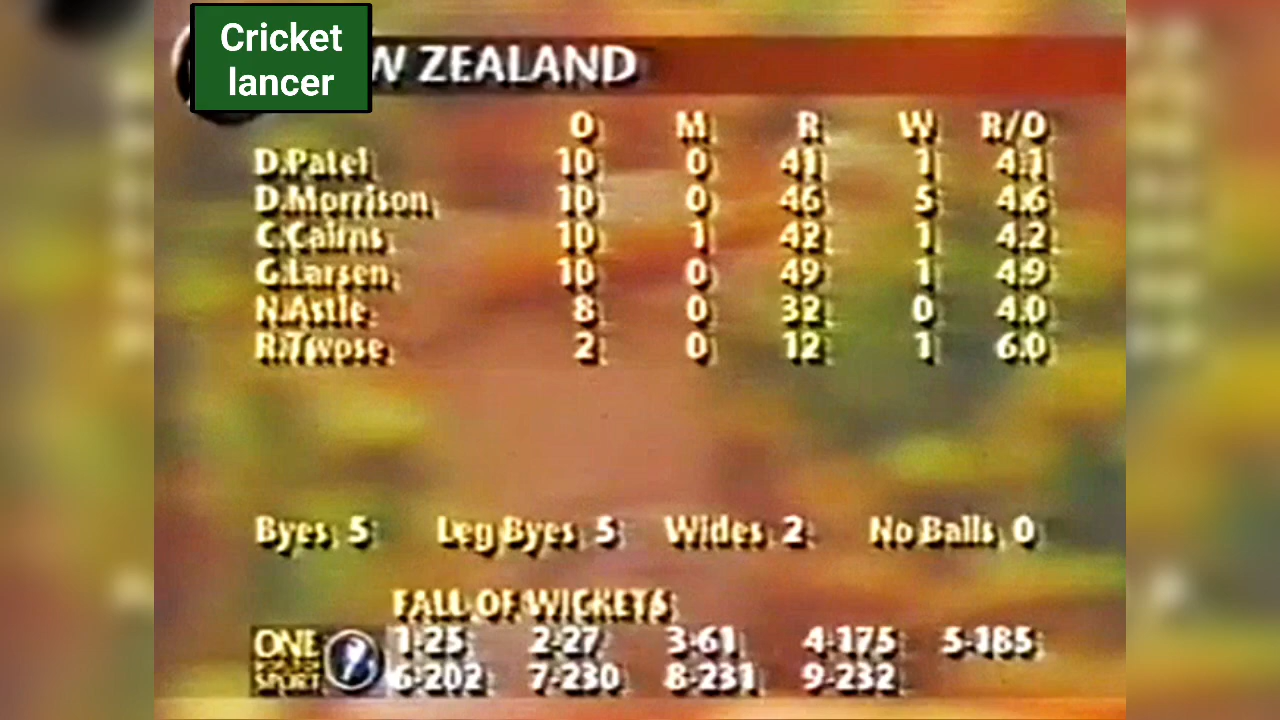 Cricket
lancer
W ZEALAND
O M R W R/O
D.Patel 10 0 41 1 4.1
D.Morrison 10 0 46 5 4.6
C.Cairns 10 1 42 1 4.2
G.Larsen 10 0 49 1 4.9
N.Astle 8 0 32 0 4.0
R.Twose 2 0 12 1 6.0
Byes 5 Leg Byes 5 Wides 2 No Balls 0
FALL OF WICKETS
1-25 2-27 3-61 4-175 5-185
6-202 7-230 8-231 9-232
ONE
SPORT